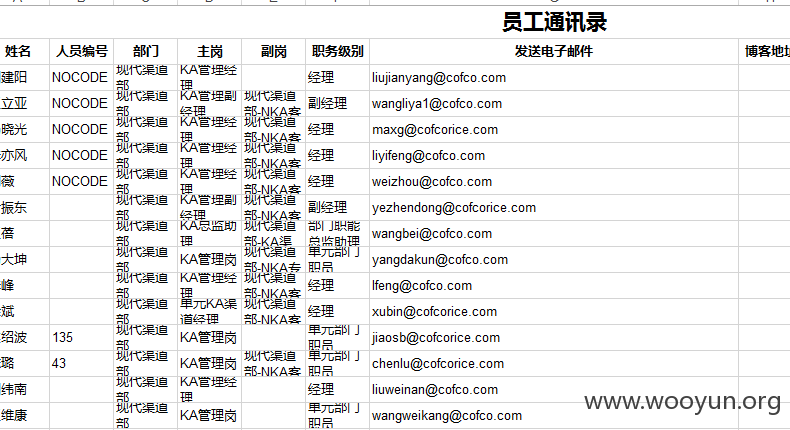 员工通讯录
姓名 人员编号 部门 主岗 副岗 职务级别 发送电子邮件 博客地址
建阳 NOCODE 现代渠道部 KA管理经理 经理 liujianyang@cofco.com
立亚 NOCODE 现代渠道部 KA管理副经理 现代渠道部-NKA客 副经理 wangliya1@cofco.com
晓光 NOCODE 现代渠道部 KA管理经理 现代渠道部-NKA客 经理 maxg@cofcorice.com
亦风 NOCODE 现代渠道部 KA管理经理 现代渠道部-NKA客 经理 liyifeng@cofco.com
薇 NOCODE 现代渠道部 KA管理经理 现代渠道部-NKA客 经理 weizhou@cofco.com
振东 现代渠道部 KA管理副经理 现代渠道部-NKA客 副经理 yezhendong@cofcorice.com
蓓 现代渠道部 KA总监助理 现代渠道部-KA渠 部门职能总监助理 wangbei@cofco.com
大坤 现代渠道部 KA管理岗 现代渠道部-NKA专 单元部门职员 yangdakun@cofco.com
峰 现代渠道部 KA管理经理 现代渠道部-NKA客 经理 lfeng@cofco.com
斌 现代渠道部 单元KA渠道经理 现代渠道部-NKA客 经理 xubin@cofcorice.com
绍波 135 现代渠道部 KA管理岗 单元部门职员 jiaosb@cofcorice.com
璐 43 现代渠道部 KA管理岗 现代渠道部-NKA客 单元部门职员 chenlu@cofcorice.com
纬南 现代渠道部 KA管理经理 经理 liuweinan@cofco.com
维康 现代渠道部 KA管理岗 单元部门职员 wangweikang@cofco.com
www.wooyun.org